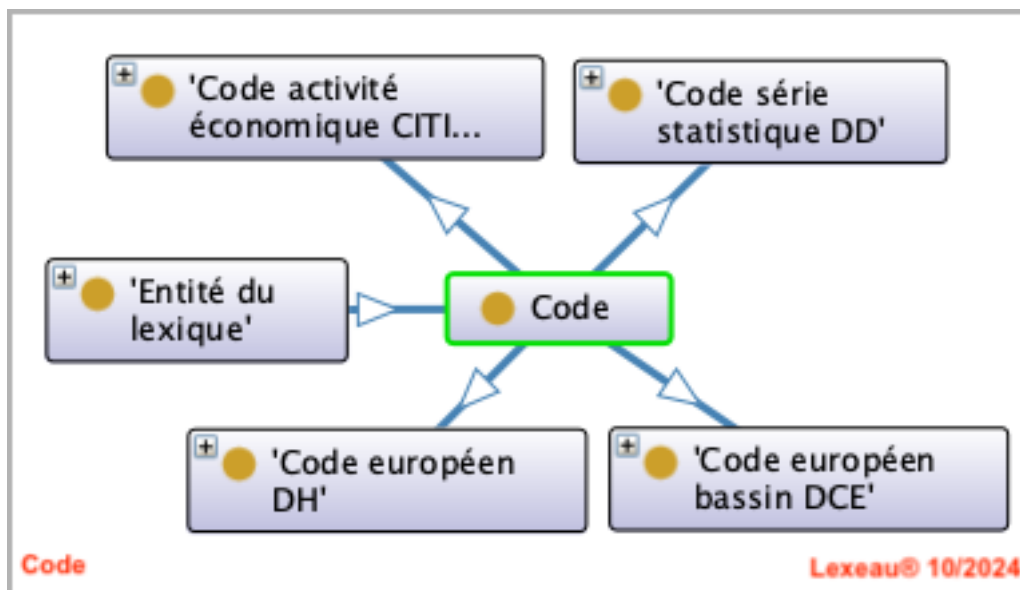 'Code activité
économique CITI...
'Code série
statistique DD'
'Entité du
lexique'
Code
'Code européen
DH'
'Code européen
bassin DCE'
Code
Lexeau® 10/2024